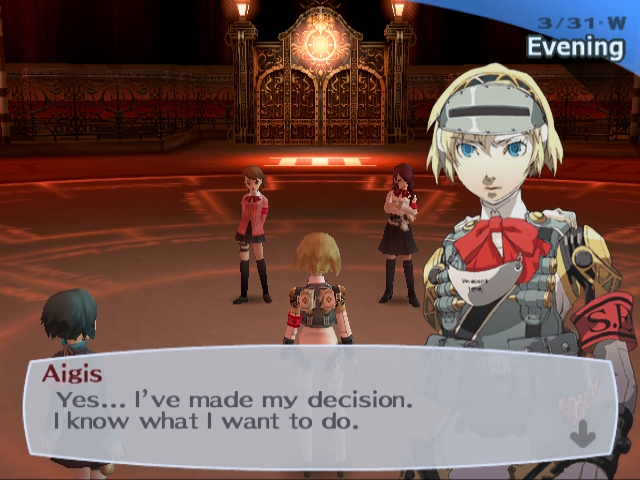 3/31·W
Evening
S.
Aigis
Yes... I've made my decision.
I know what I want to do.